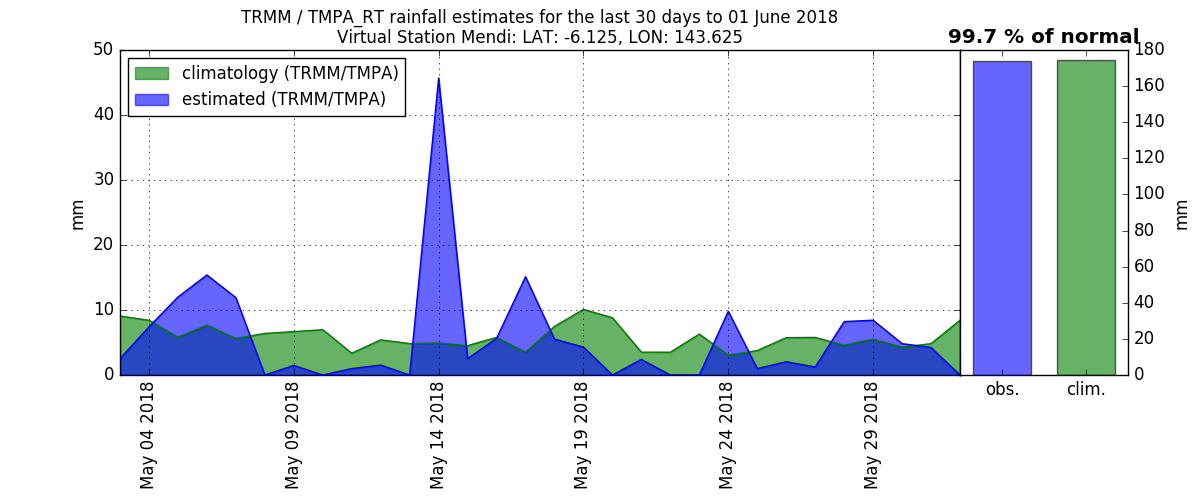 TRMM / TMPA_RT rainfall estimates for the last 30 days to 01 June 2018
Virtual Station Mendi: LAT: -6.125, LON: 143.625
99.7 % of normal
climatology (TRMM/TMPA)
estimated (TRMM/TMPA)
50
40
30
20
10
0
mm
May 04 2018
May 09 2018
May 14 2018
May 19 2018
May 24 2018
May 29 2018
obs.
clim.
180
160
140
120
100
80
60
40
20
0
mm